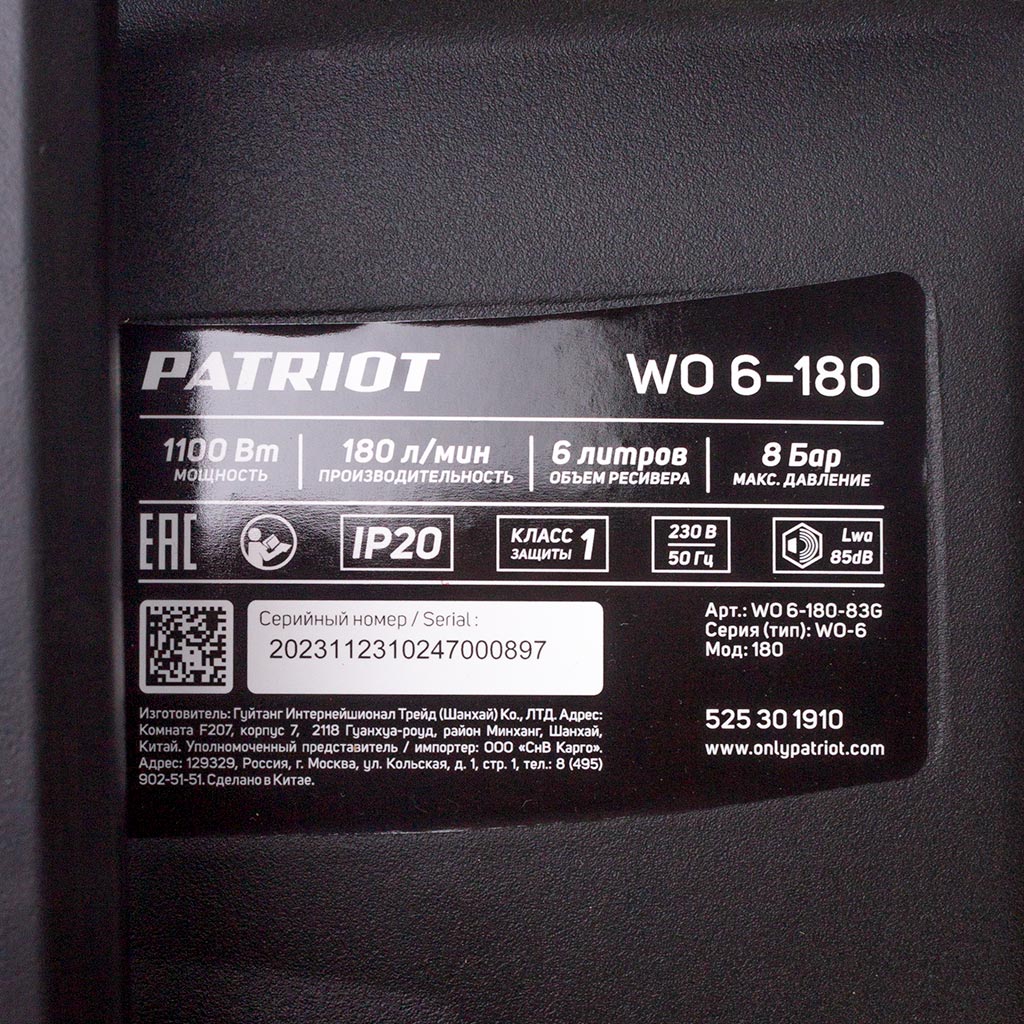 PATRIOT
WO 6-180
1100 Вт
МОЩНОСТЬ
180 л/мин
ПРОИЗВОДИТЕЛЬНОСТЬ
6 литров
ОБЪЕМ РЕСИВЕРА
8 Бар
МАКС. ДАВЛЕНИЕ
EAC
IP20
КЛАСС
ЗАЩИТЫ 1
230 В
50 Гц
Lwa
85dB
Серийный номер / Serial :
2023112310247000897
Арт.: WO 6-180-83G
Серия (тип): WO-6
Мод: 180
Изготовитель: Гуйтанг Интернейшионал Трейд (Шанхай) Ко., ЛТД. Адрес:
Комната F207, корпус 7, 2118 Гуанхуа-роуд, район Минханг, Шанхай,
Китай. Уполномоченный представитель / импортер: ООО «СнВ Карго».
Адрес: 129329, Россия, г. Москва, ул. Кольская, д. 1, стр. 1, тел.: 8 (495)
902-51-51. Сделано в Китае.
525 30 1910
www.onlypatriot.com